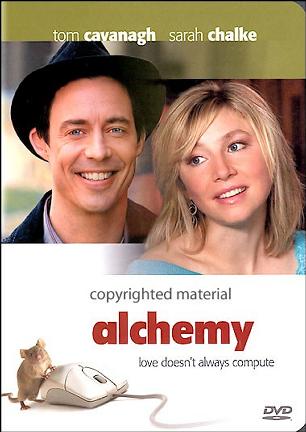 tom cavanagh sarah chalke
copyrighted material
alchemy
love doesn't always compute
DVD